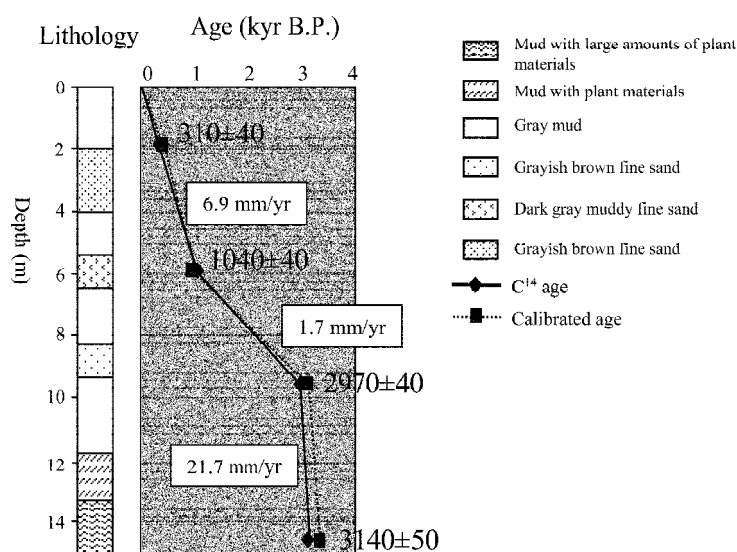 Lithology
Age (kyr B.P.)
0 1 2 3 4
0
2
4
6
8
10
12
14
Depth (m)
310±40
6.9 mm/yr
1040±40
1.7 mm/yr
2970±40
21.7 mm/yr
3140±50
Mud with large amounts of plant
materials
Mud with plant materials
Gray mud
Grayish brown fine sand
Dark gray muddy fine sand
Grayish brown fine sand
C¹⁴ age
Calibrated age